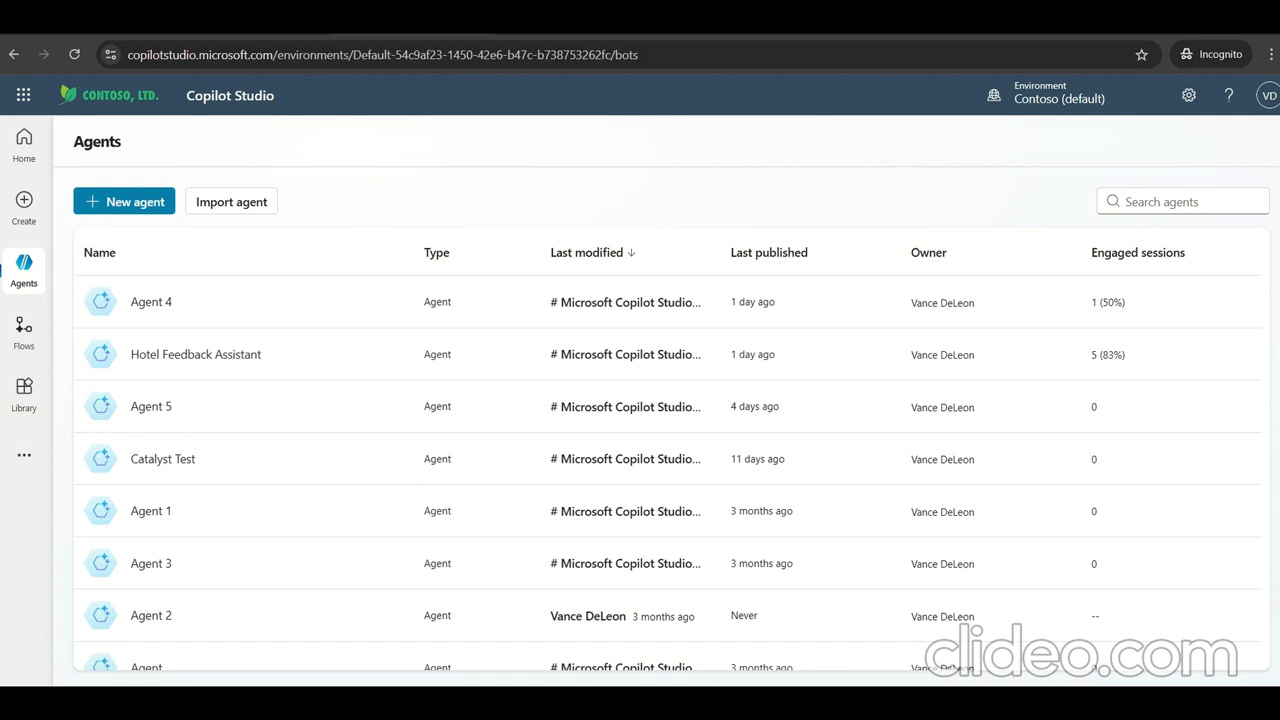 copilotstudio.microsoft.com/environments/Default-54c9af23-1450-42e6-b47c-b738753262fc/bots
Incognito
CONTOSO, LTD.
Copilot Studio
Environment
Contoso (default)
?
VD
Home
Create
Agents
Flows
Library
Agents
New agent
Import agent
Search agents
Name Type Last modified ↓ Last published Owner Engaged sessions
Agent 4 Agent # Microsoft Copilot Studio... 1 day ago Vance DeLeon 1 (50%)
Hotel Feedback Assistant Agent # Microsoft Copilot Studio... 1 day ago Vance DeLeon 5 (83%)
Agent 5 Agent # Microsoft Copilot Studio... 4 days ago Vance DeLeon 0
Catalyst Test Agent # Microsoft Copilot Studio... 11 days ago Vance DeLeon 0
Agent 1 Agent # Microsoft Copilot Studio... 3 months ago Vance DeLeon 0
Agent 3 Agent # Microsoft Copilot Studio... 3 months ago Vance DeLeon 0
Agent 2 Agent Vance DeLeon 3 months ago Never Vance DeLeon --
Agent Agent # Microsoft Copilot Studio... 3 months ago Vance DeLeon 0
clideo.com